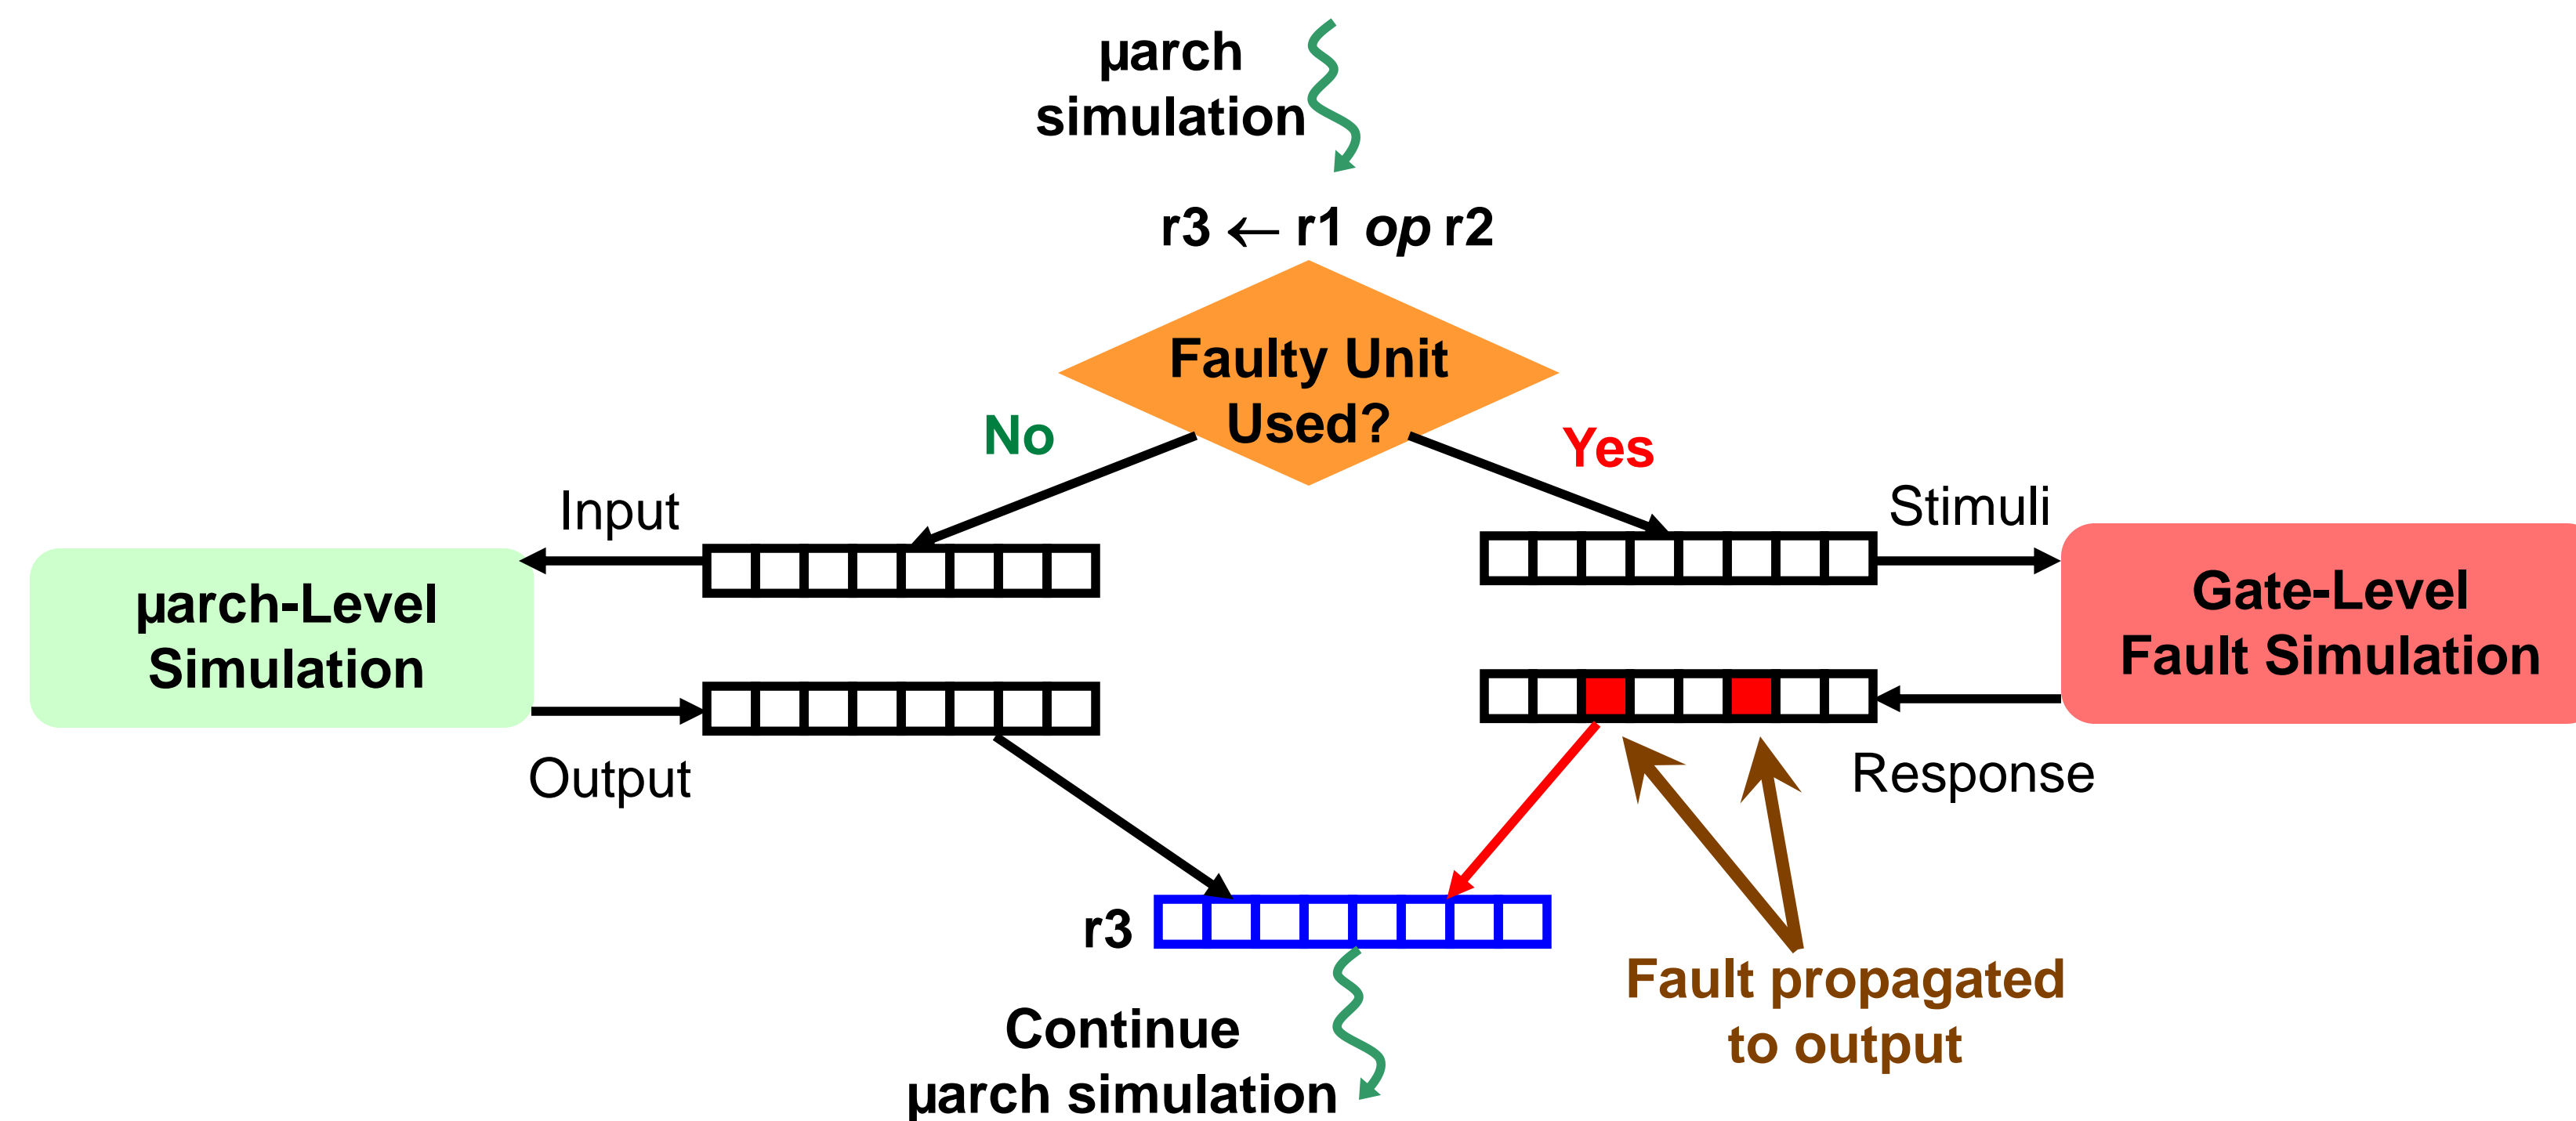 µarch
simulation
r3 ← r1 op r2
Faulty Unit
Used?
No
Yes
Input
Stimuli
µarch-Level
Simulation
Gate-Level
Fault Simulation
Output
Response
r3
Fault propagated
to output
Continue
µarch simulation